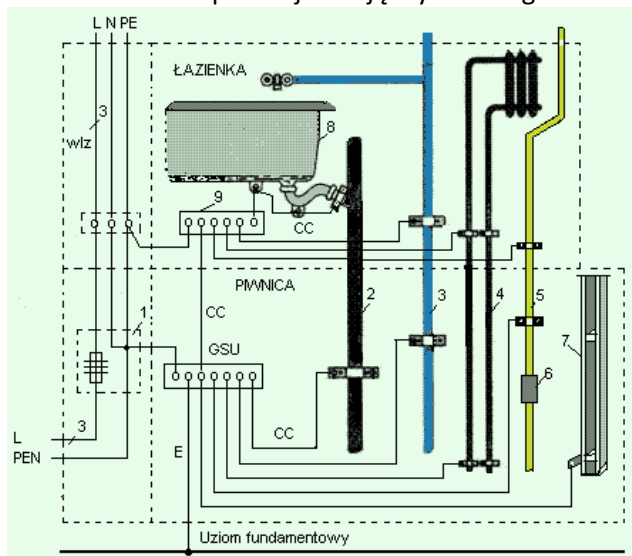 L N PE
ŁAZIENKA
3
8
wlz
9
CC
PIWNICA
1
CC
2
3
4
5
GSU
7
6
3
L
CC
PEN
E
Uziom fundamentowy